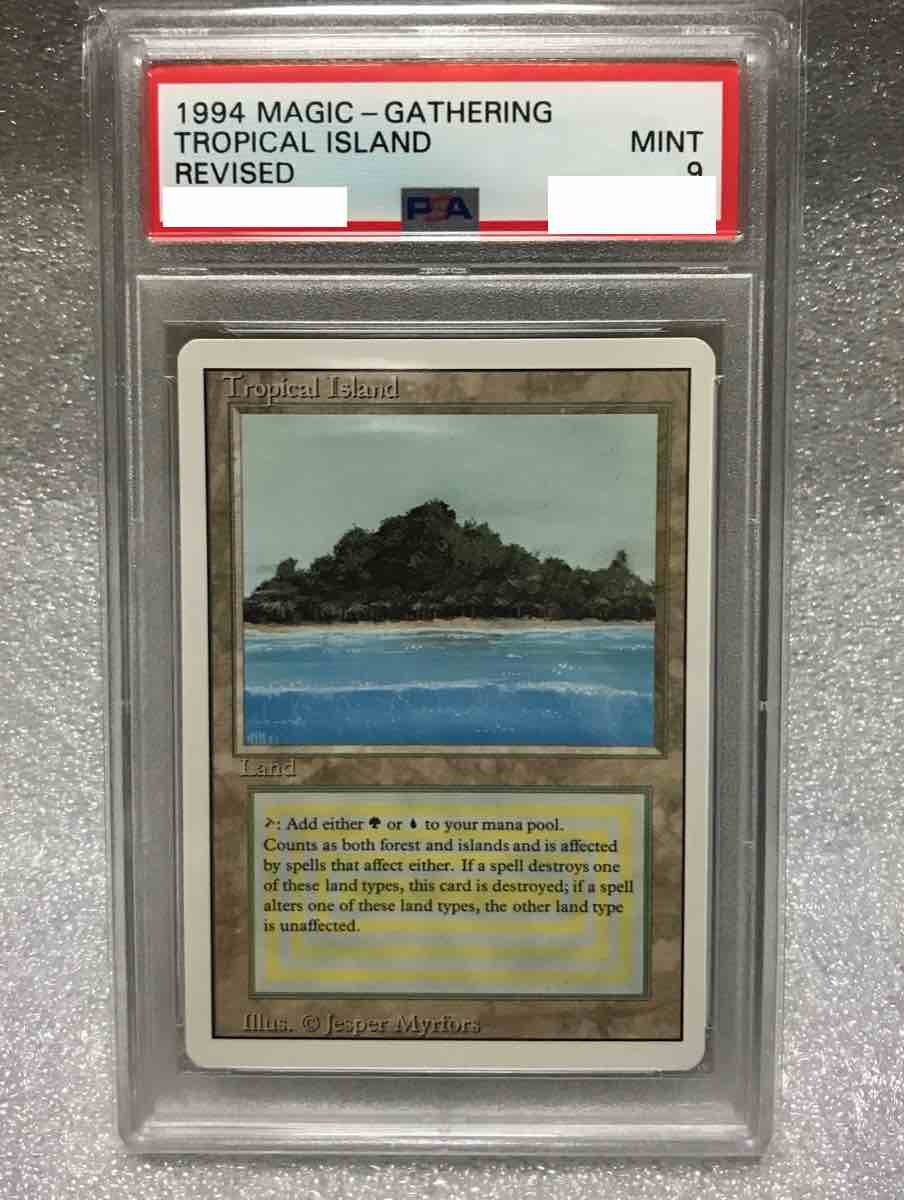 1994 MAGIC – GATHERING
TROPICAL ISLAND
MINT
REVISED
9
PSA
Tropical Island
Land
: Add either or to your mana pool.
Counts as both forest and islands and is affected
by spells that affect either. If a spell destroys one
of these land types, this card is destroyed; if a spell
alters one of these land types, the other land type
is unaffected.
Illus. © Jesper Myrfors